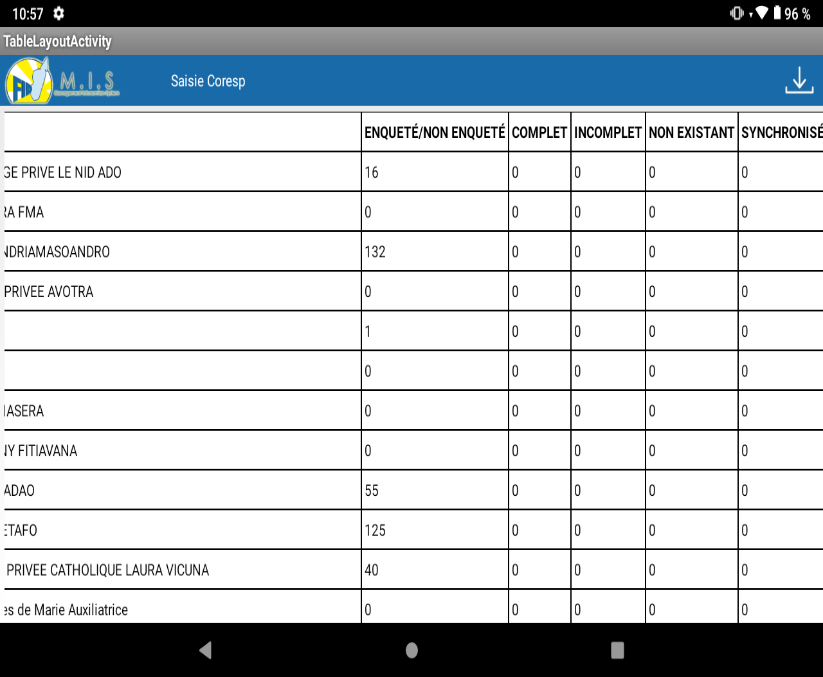 10:57 96 %
TableLayoutActivity
M.I.S Saisie Coresp
ENQUETÉ/NON ENQUETÉ COMPLET INCOMPLET NON EXISTANT SYNCHRONISÉ
GE PRIVE LE NID ADO 16 0 0 0 0
RA FMA 0 0 0 0 0
NDRIAMASOANDRO 132 0 0 0 0
PRIVEE AVOTRA 0 0 0 0 0
1 0 0 0 0
0 0 0 0 0
IASERA 0 0 0 0 0
NY FITIAVANA 0 0 0 0 0
ADAO 55 0 0 0 0
ETAFO 125 0 0 0 0
PRIVEE CATHOLIQUE LAURA VICUNA 40 0 0 0 0
es de Marie Auxiliatrice 0 0 0 0 0